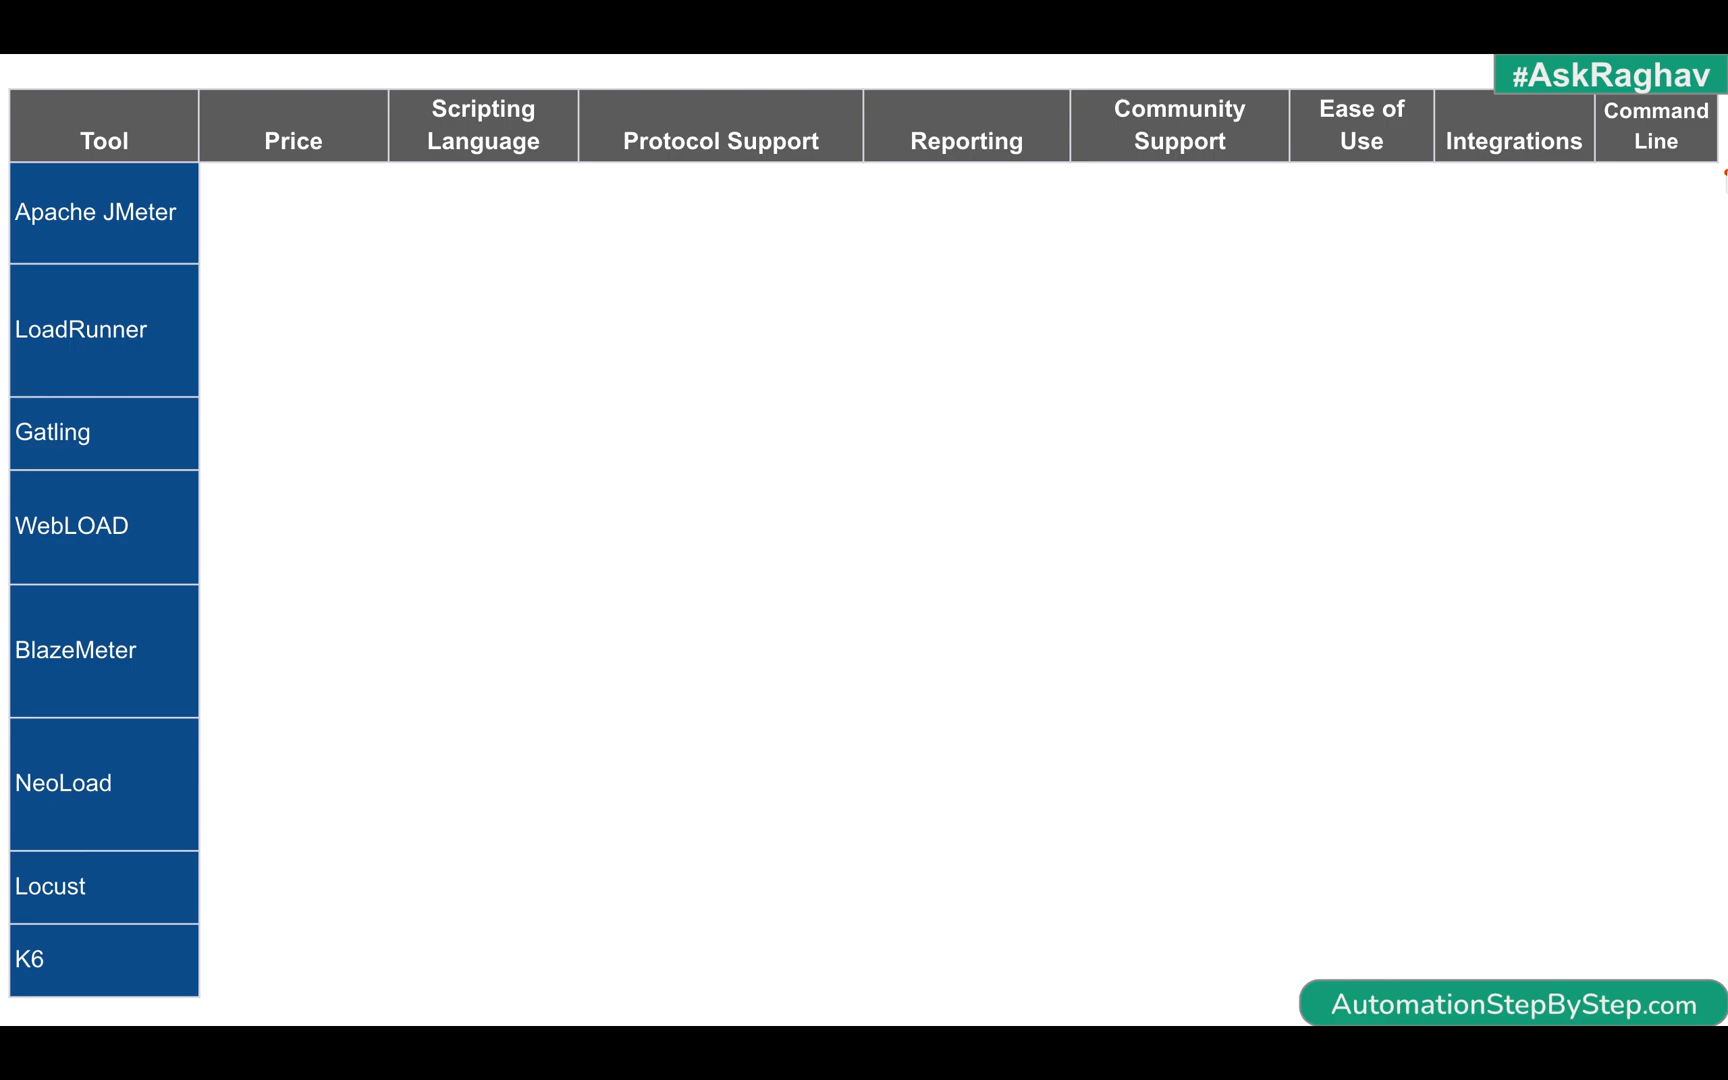 #AskRaghav
Tool
Price
Scripting
Language
Protocol Support
Reporting
Community
Support
Ease of
Use
Integrations
Command
Line
Apache JMeter
LoadRunner
Gatling
WebLOAD
BlazeMeter
NeoLoad
Locust
K6
AutomationStepByStep.com